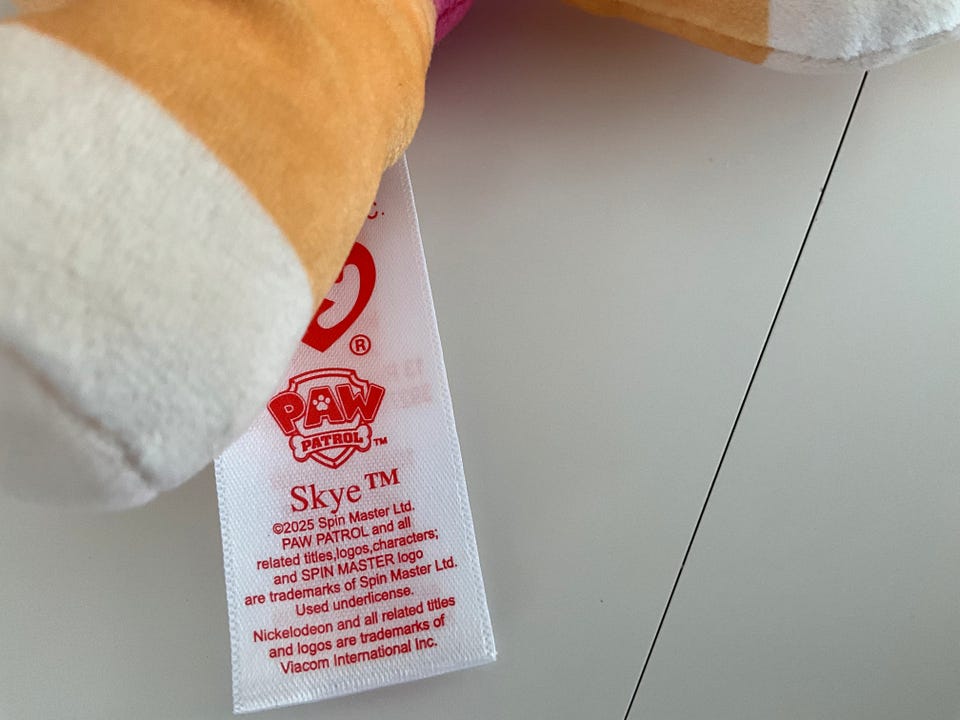 C.
®
PAW
PATROL™
Skye™
©2025 Spin Master Ltd.
PAW PATROL and all
related titles,logos,characters;
and SPIN MASTER logo
are trademarks of Spin Master Ltd.
Used underlicense.
Nickelodeon and all related titles
and logos are trademarks of
Viacom International Inc.